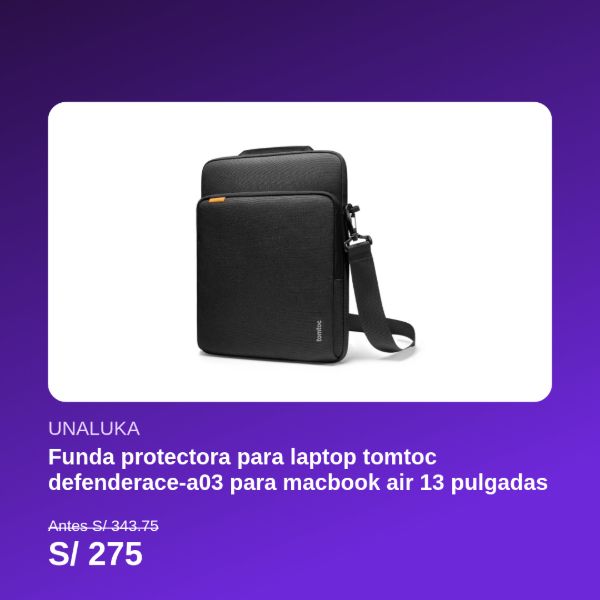 tomtoc
UNALUKA
Funda protectora para laptop tomtoc
defenderace-a03 para macbook air 13 pulgadas
Antes S/ 343.75
S/ 275